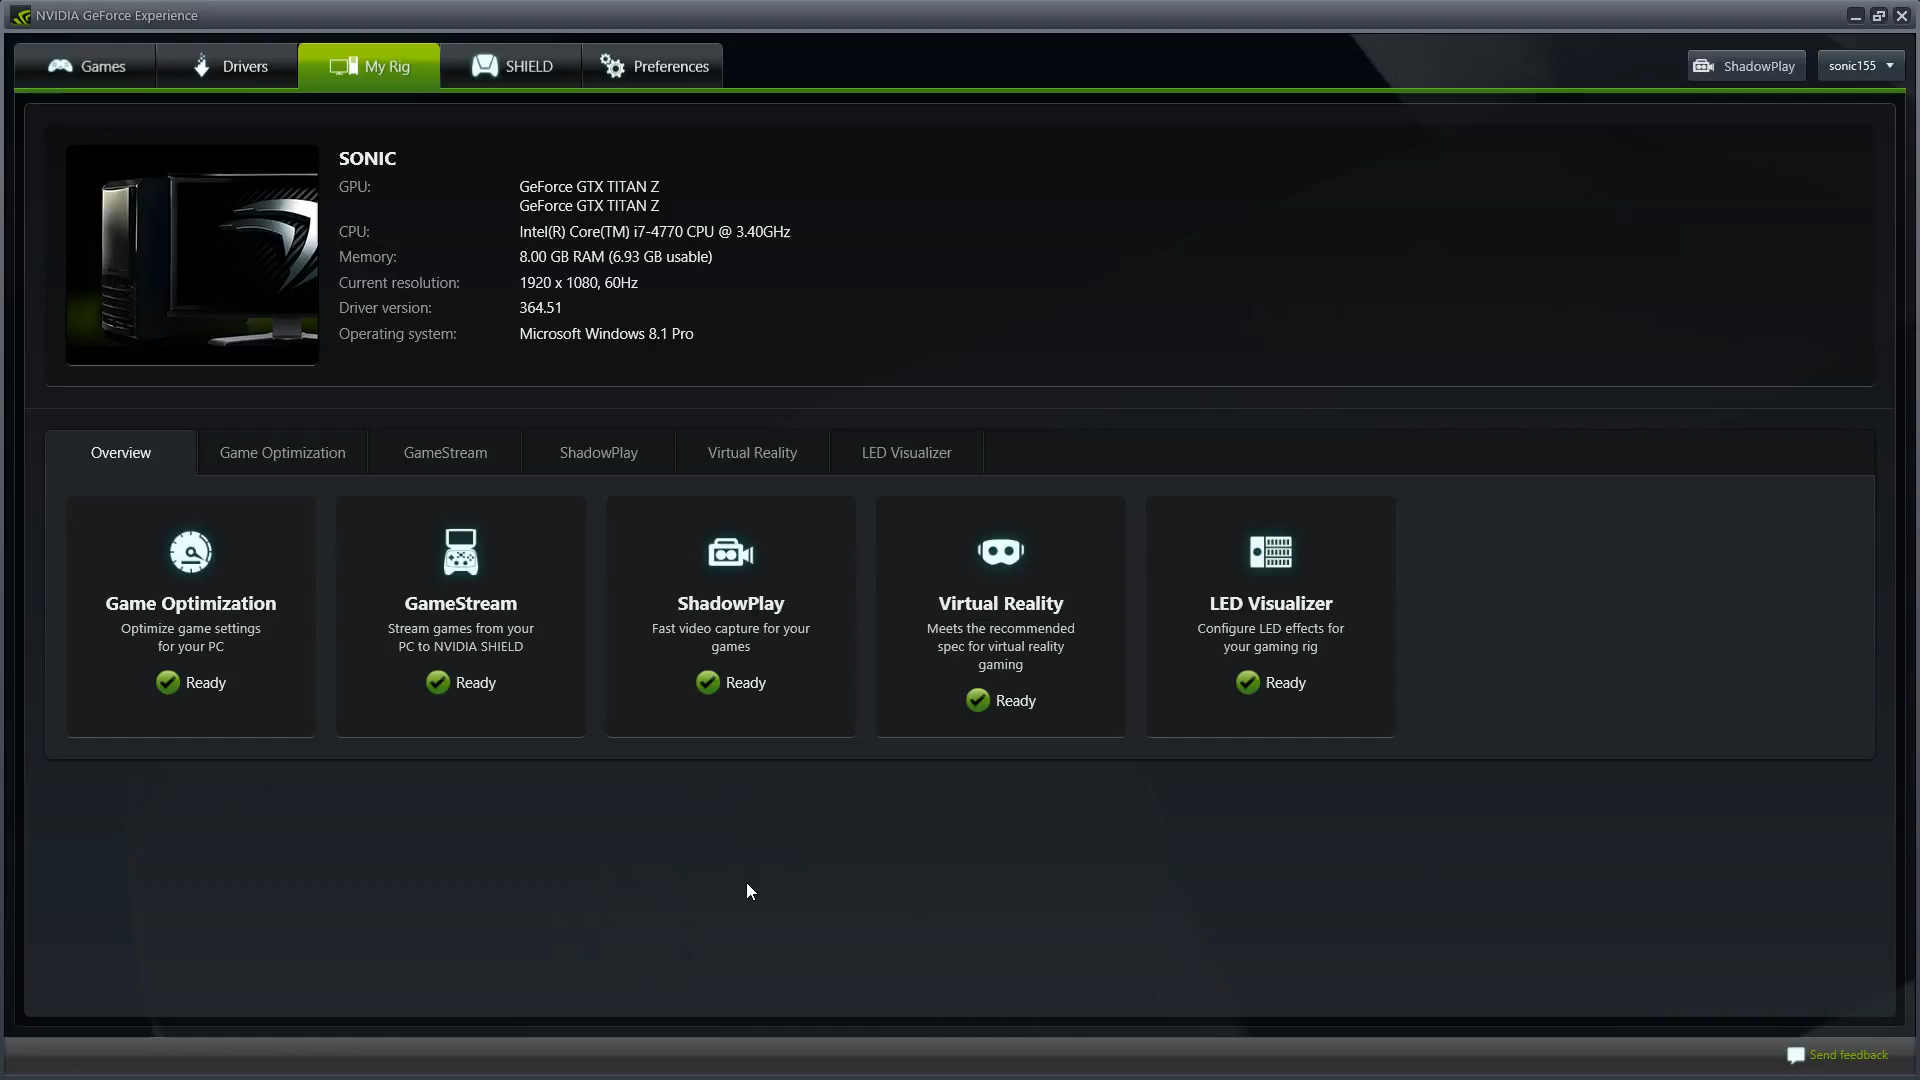 NVIDIA GeForce Experience
Games
Drivers
My Rig
SHIELD
Preferences
ShadowPlay
sonic155
SONIC
GPU: GeForce GTX TITAN Z
GeForce GTX TITAN Z
CPU: Intel(R) Core(TM) i7-4770 CPU @ 3.40GHz
Memory: 8.00 GB RAM (6.93 GB usable)
Current resolution: 1920 x 1080, 60Hz
Driver version: 364.51
Operating system: Microsoft Windows 8.1 Pro
Overview
Game Optimization
GameStream
ShadowPlay
Virtual Reality
LED Visualizer
Game Optimization
Optimize game settings
for your PC
Ready
GameStream
Stream games from your
PC to NVIDIA SHIELD
Ready
ShadowPlay
Fast video capture for your
games
Ready
Virtual Reality
Meets the recommended
spec for virtual reality
gaming
Ready
LED Visualizer
Configure LED effects for
your gaming rig
Ready
Send feedback